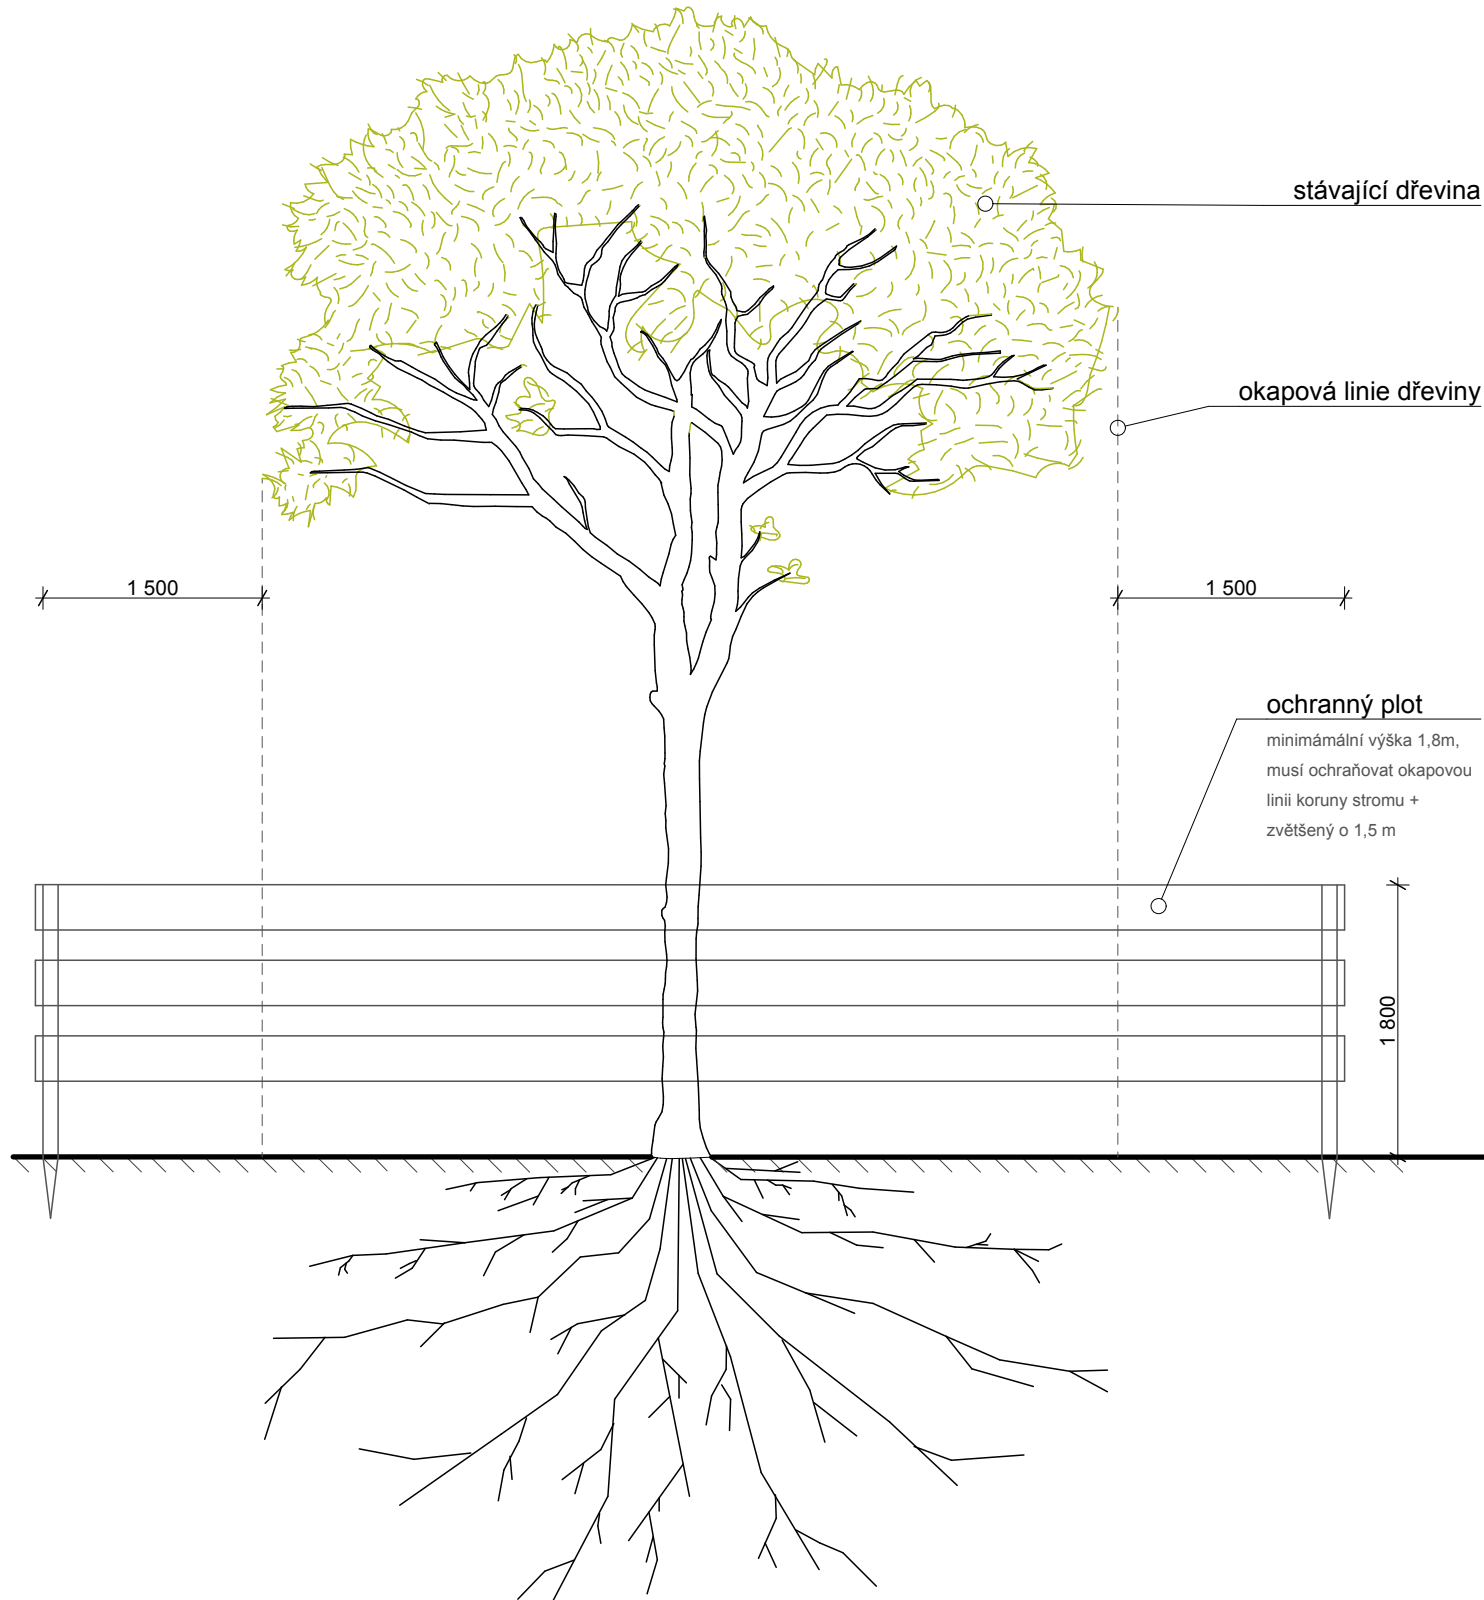 stávající dřevina
okapová linie dřeviny
1 500
1 500
ochranný plot
minimámální výška 1,8m,
musí ochraňovat okapovou
linii koruny stromu +
zvětšený o 1,5 m
1 800